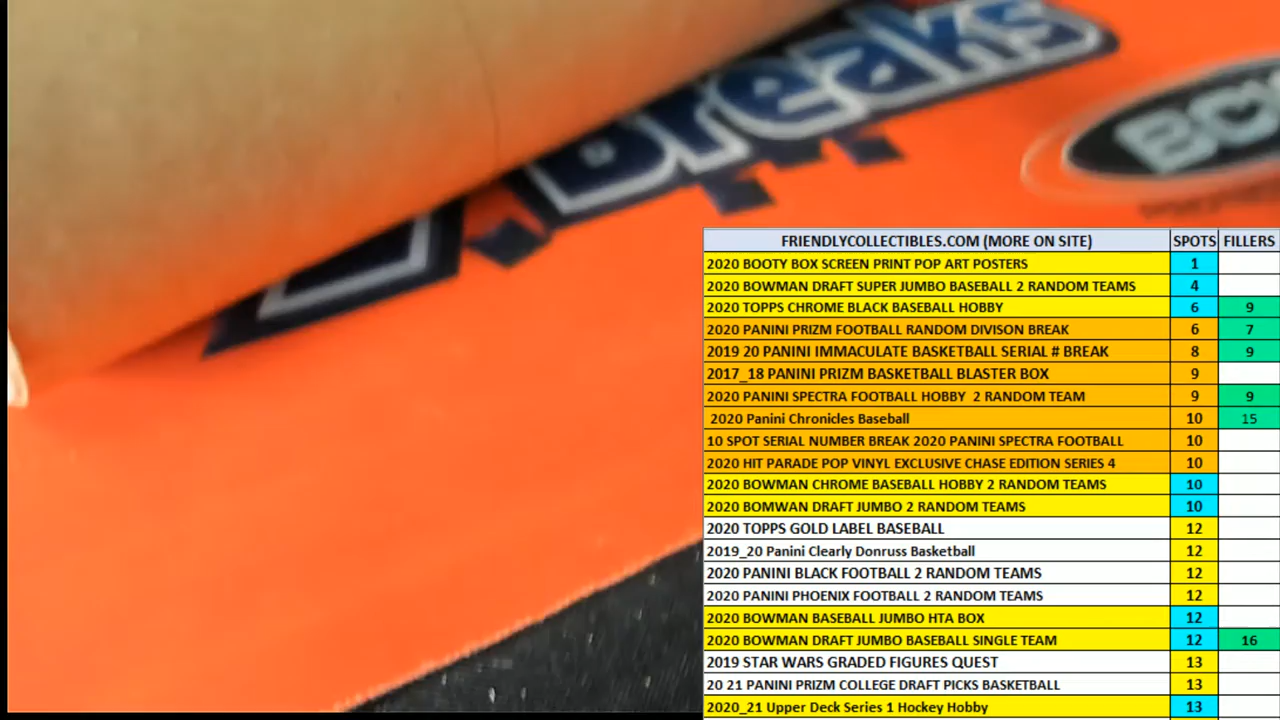 Breaks
BCW
FRIENDLYCOLLECTIBLES.COM (MORE ON SITE) SPOTS FILLERS
2020 BOOTY BOX SCREEN PRINT POP ART POSTERS 1
2020 BOWMAN DRAFT SUPER JUMBO BASEBALL 2 RANDOM TEAMS 4
2020 TOPPS CHROME BLACK BASEBALL HOBBY 6 9
2020 PANINI PRIZM FOOTBALL RANDOM DIVISON BREAK 6 7
2019 20 PANINI IMMACULATE BASKETBALL SERIAL # BREAK 8 9
2017_18 PANINI PRIZM BASKETBALL BLASTER BOX 9
2020 PANINI SPECTRA FOOTBALL HOBBY 2 RANDOM TEAM 9 9
2020 Panini Chronicles Baseball 10 15
10 SPOT SERIAL NUMBER BREAK 2020 PANINI SPECTRA FOOTBALL 10
2020 HIT PARADE POP VINYL EXCLUSIVE CHASE EDITION SERIES 4 10
2020 BOWMAN CHROME BASEBALL HOBBY 2 RANDOM TEAMS 10
2020 BOMWAN DRAFT JUMBO 2 RANDOM TEAMS 10
2020 TOPPS GOLD LABEL BASEBALL 12
2019_20 Panini Clearly Donruss Basketball 12
2020 PANINI BLACK FOOTBALL 2 RANDOM TEAMS 12
2020 PANINI PHOENIX FOOTBALL 2 RANDOM TEAMS 12
2020 BOWMAN BASEBALL JUMBO HTA BOX 12
2020 BOWMAN DRAFT JUMBO BASEBALL SINGLE TEAM 12 16
2019 STAR WARS GRADED FIGURES QUEST 13
20 21 PANINI PRIZM COLLEGE DRAFT PICKS BASKETBALL 13
2020_21 Upper Deck Series 1 Hockey Hobby 13